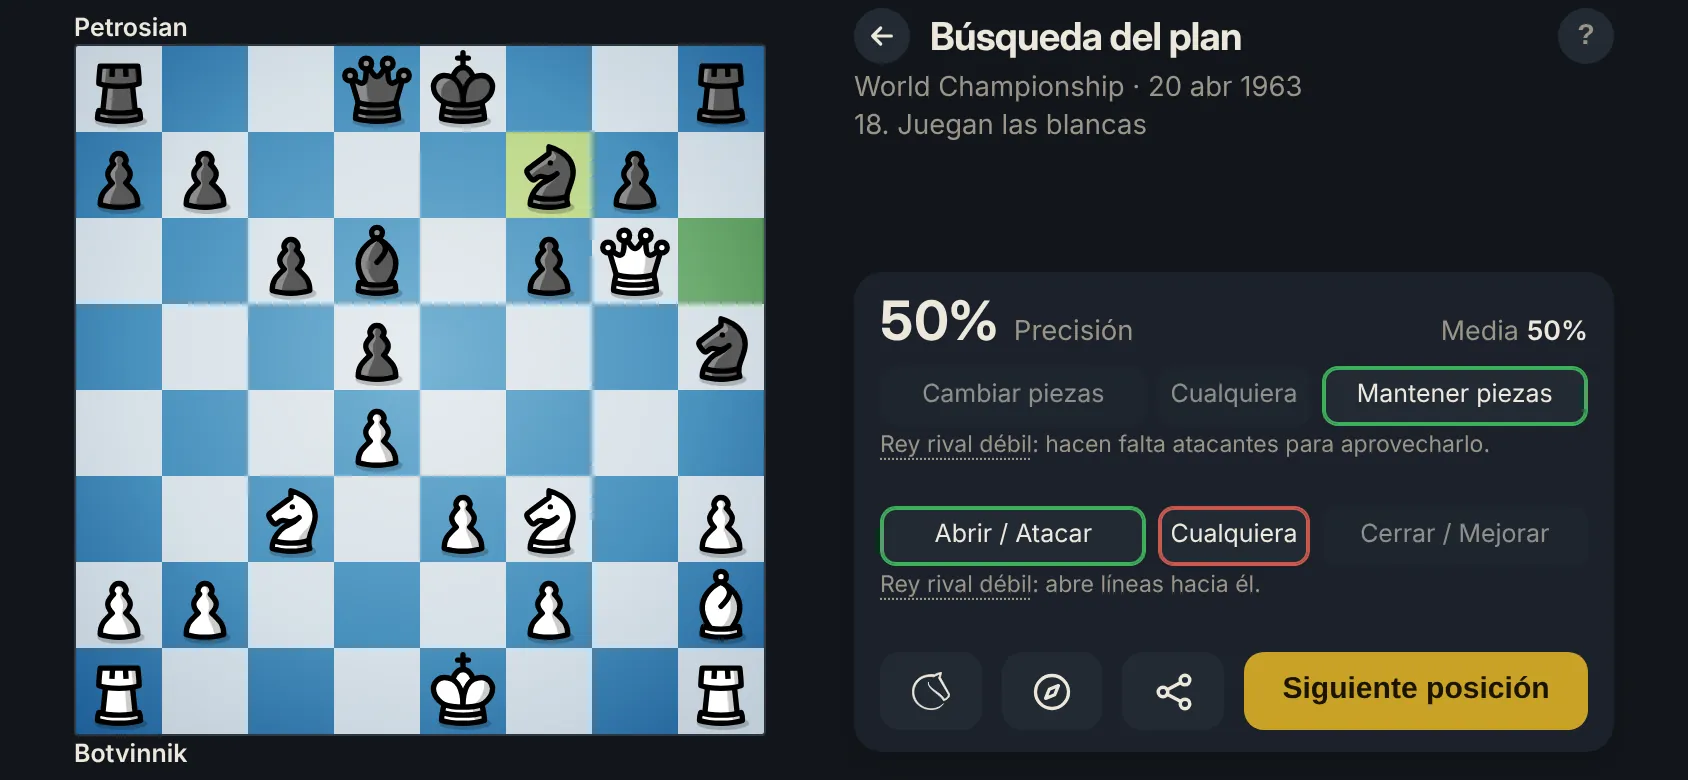 Petrosian
Búsqueda del plan
?
World Championship · 20 abr 1963
18. Juegan las blancas
50% Precisión
Media 50%
Cambiar piezas
Cualquiera
Mantener piezas
Rey rival débil: hacen falta atacantes para aprovecharlo.
Abrir / Atacar
Cualquiera
Cerrar / Mejorar
Rey rival débil: abre líneas hacia él.
Siguiente posición
Botvinnik